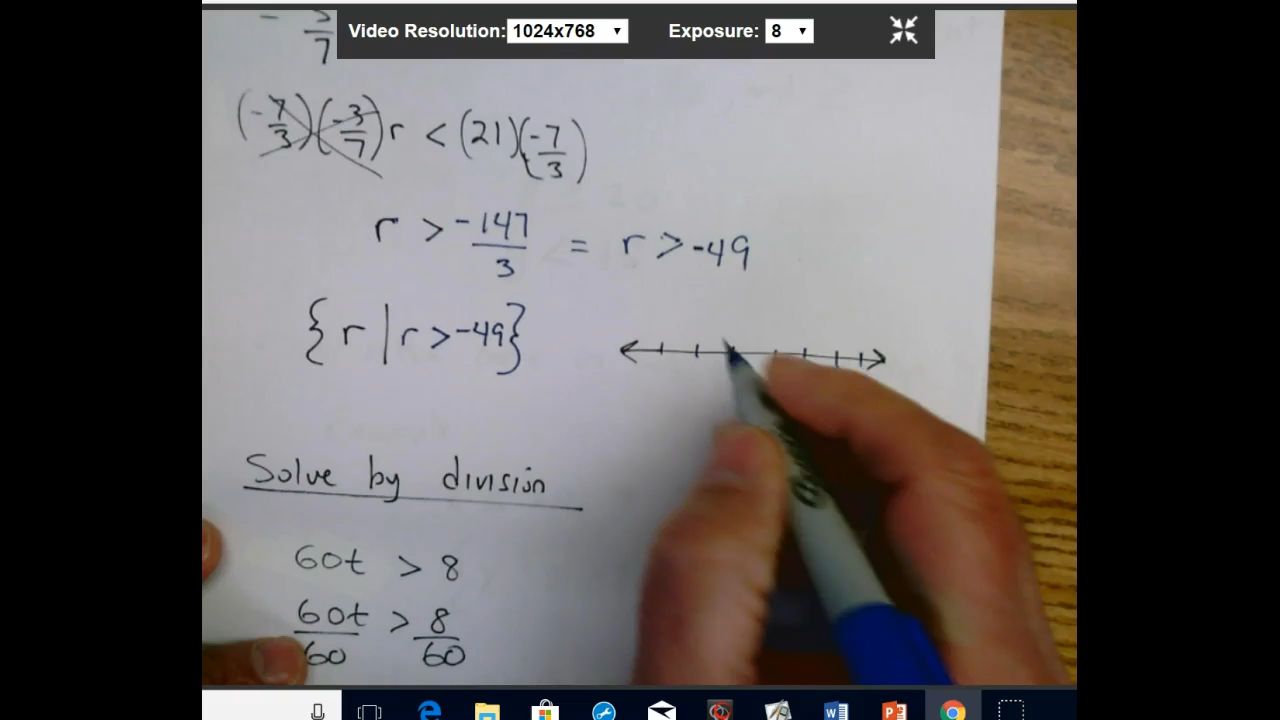 Video Resolution: 1024x768 Exposure: 8
7
(-7/3)(-3/7)r < (21)(-7/3)
r > -147/3 = r > -49
{r | r > -49}
Solve by division
60t > 8
60t/60 > 8/60